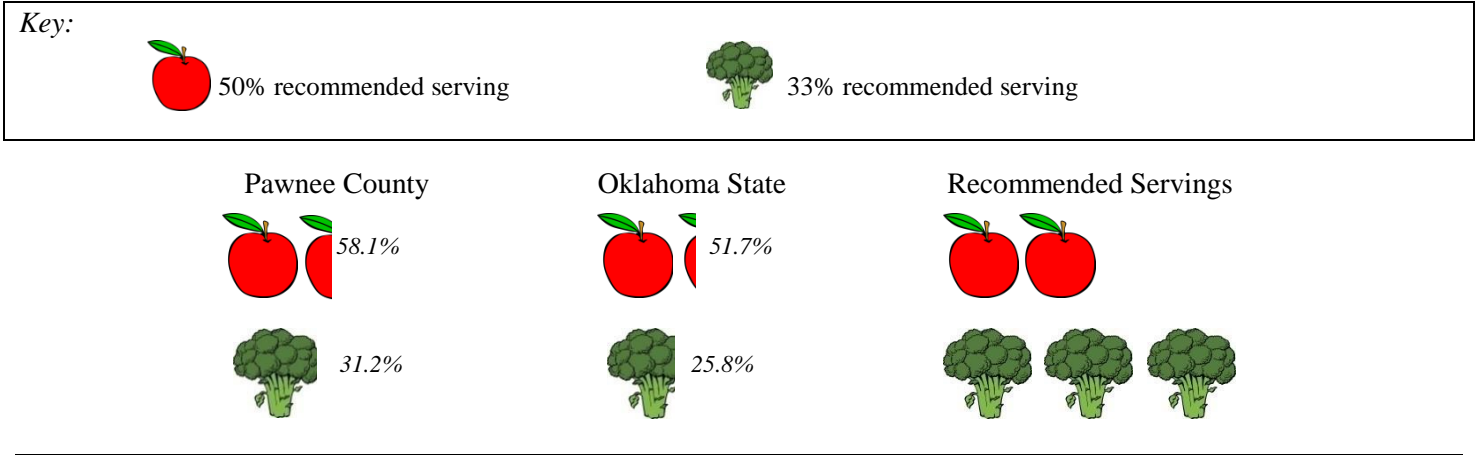 Key:
50% recommended serving 33% recommended serving
Pawnee County Oklahoma State Recommended Servings
58.1% 51.7%
31.2% 25.8%